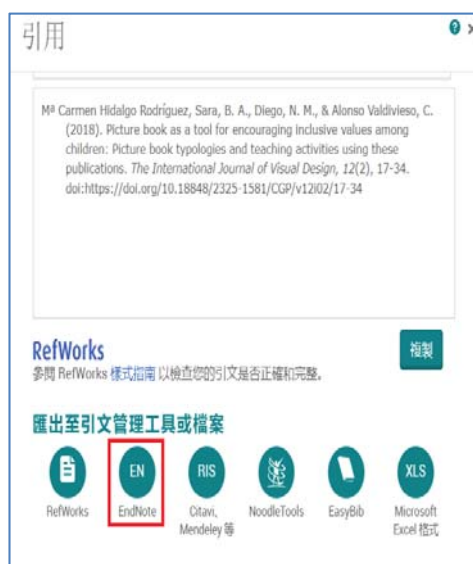 引用
?
Mª Carmen Hidalgo Rodríguez, Sara, B. A., Diego, N. M., & Alonso Valdivieso, C.
(2018). Picture book as a tool for encouraging inclusive values among
children: Picture book typologies and teaching activities using these
publications. The International Journal of Visual Design, 12(2), 17-34.
doi:https://doi.org/10.18848/2325-1581/CGP/v12i02/17-34
RefWorks
複製
參閱 RefWorks 樣式指南 以檢查您的引文是否正確和完整。
匯出至引文管理工具或檔案
EN RIS XLS
RefWorks EndNote Citavi, NoodleTools EasyBib Microsoft
Mendeley 等 Excel 格式